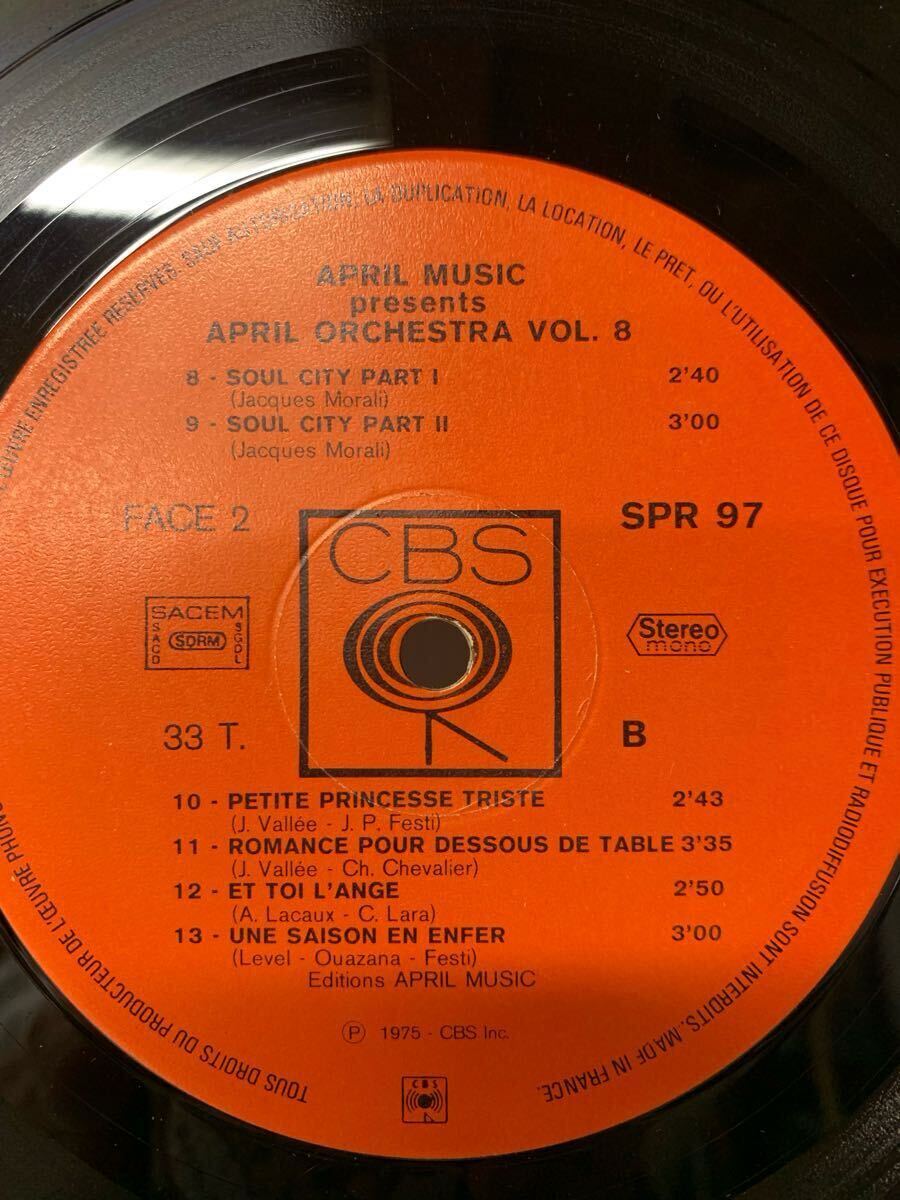 APRIL MUSIC
presents
APRIL ORCHESTRA VOL. 8
8 - SOUL CITY PART I 2'40
(Jacques Morali)
9 - SOUL CITY PART II 3'00
(Jacques Morali)
FACE 2
SPR 97
CBS
SACEM
SACD SDRM SGDL
Stereo
mono
33 T.
B
10 - PETITE PRINCESSE TRISTE 2'43
(J. Vallée - J. P. Festi)
11 - ROMANCE POUR DESSOUS DE TABLE 3'35
(J. Vallée - Ch. Chevalier)
12 - ET TOI L'ANGE 2'50
(A. Lacaux - C. Lara)
13 - UNE SAISON EN ENFER 3'00
(Level - Ouazana - Festi)
Editions APRIL MUSIC
Ⓟ 1975 - CBS Inc.
CBS
TOUS DROITS DU PRODUCTEUR DE L'ŒUVRE ŒUVRE ENREGISTREE RESERVES. SAUF AUTORISATION, LA DUPLICATION, LA LOCATION, LE PRET, OU L'UTILISATION DE CE DISQUE POUR EXECUTION PUBLIQUE ET RADIODIFFUSION SONT INTERDITS. MADE IN FRANCE.